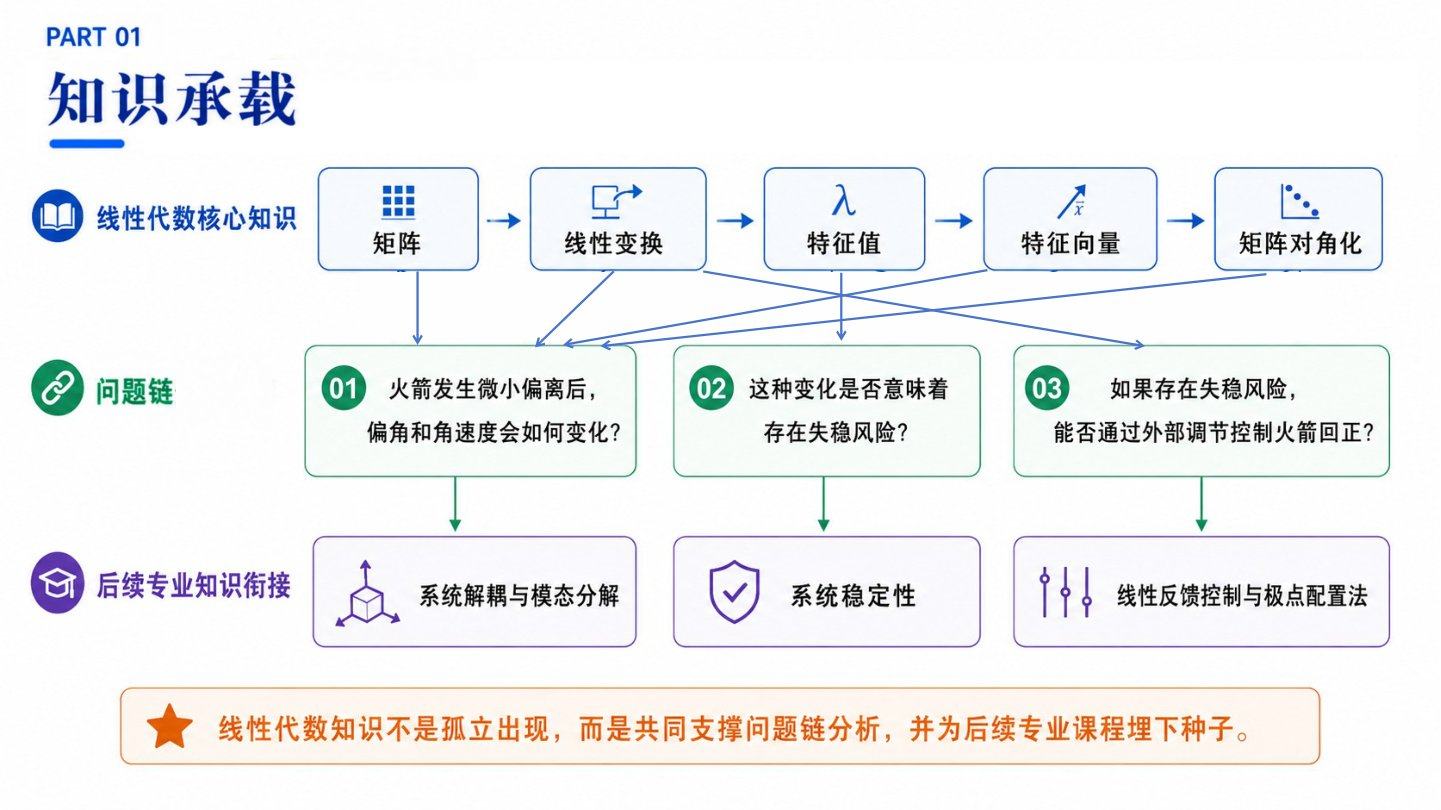 PART 01
知识承载
线性代数核心知识
矩阵
线性变换
λ
特征值
x̄
特征向量
矩阵对角化
问题链
01 火箭发生微小偏离后，
偏角和角速度会如何变化？
02 这种变化是否意味着
存在失稳风险？
03 如果存在失稳风险，
能否通过外部调节控制火箭回正？
后续专业知识衔接
系统解耦与模态分解
系统稳定性
线性反馈控制与极点配置法
线性代数知识不是孤立出现，而是共同支撑问题链分析，并为后续专业课程埋下种子。